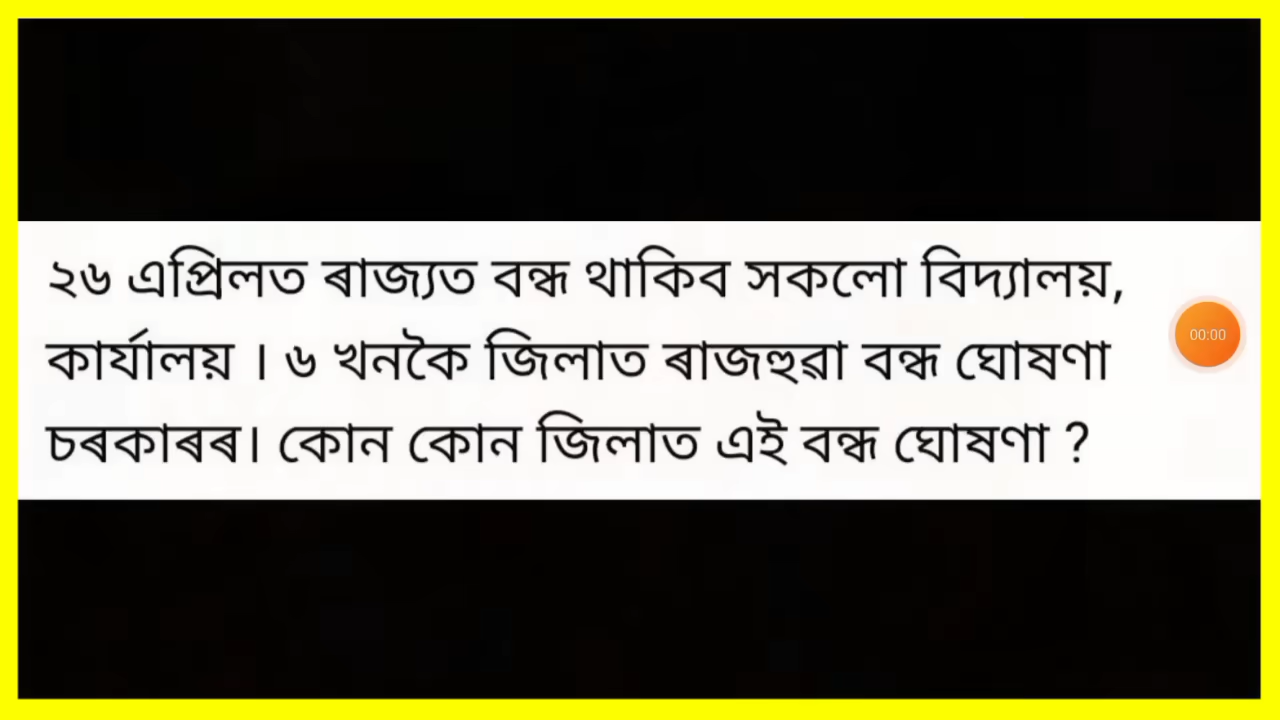 ২৬ এপ্ৰিলত ৰাজ্যত বন্ধ থাকিব সকলো বিদ্যালয়,
কাৰ্যালয় । ৬ খনকৈ জিলাত ৰাজহুৱা বন্ধ ঘোষণা
চৰকাৰৰ। কোন কোন জিলাত এই বন্ধ ঘোষণা ?
00:00